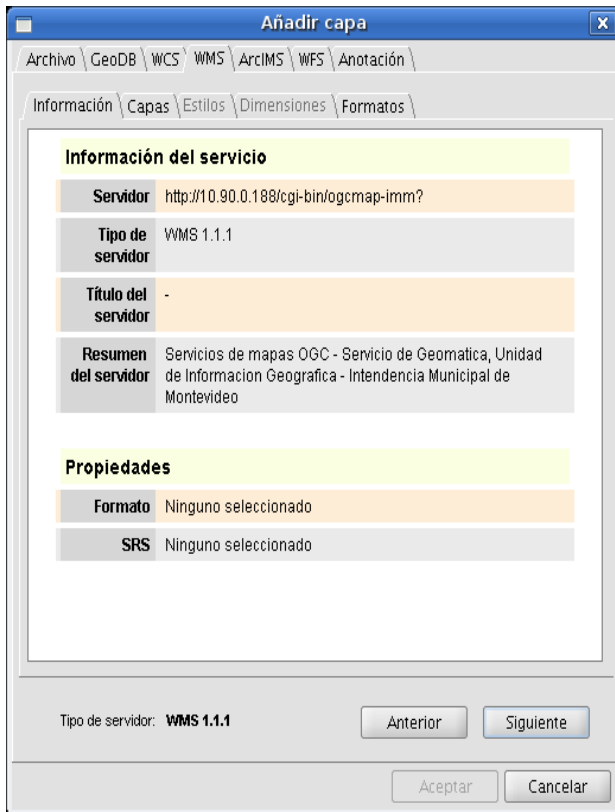 Añadir capa
Archivo GeoDB WCS WMS ArcIMS WFS Anotación
Información Capas Estilos Dimensiones Formatos
Información del servicio
Servidor http://10.90.0.188/cgi-bin/ogcmap-imm?
Tipo de servidor WMS 1.1.1
Título del servidor -
Resumen Servicios de mapas OGC - Servicio de Geomatica, Unidad
del servidor de Informacion Geografica - Intendencia Municipal de
Montevideo
Propiedades
Formato Ninguno seleccionado
SRS Ninguno seleccionado
Tipo de servidor: WMS 1.1.1 Anterior Siguiente
Aceptar Cancelar